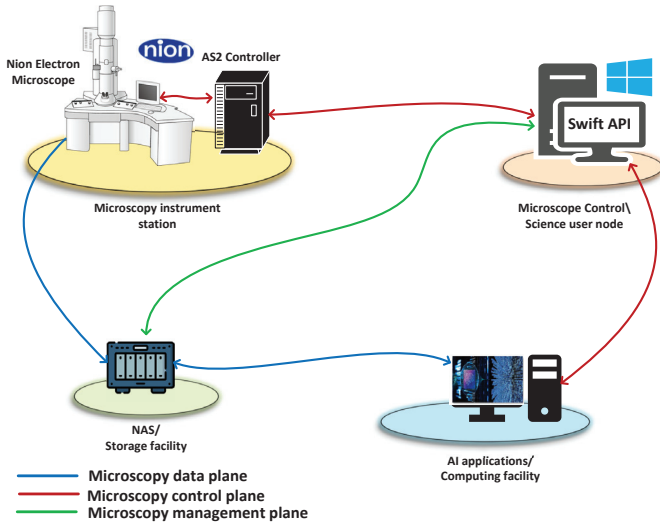 nion
AS2 Controller
Nion Electron
Microscope
Swift API
Microscopy instrument
station
Microscope Control\
Science user node
NAS/
Storage facility
AI applications/
Computing facility
Microscopy data plane
Microscopy control plane
Microscopy management plane